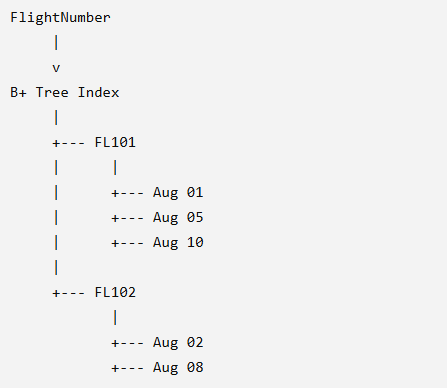 FlightNumber
|
v
B+ Tree Index
|
+--- FL101
|      |
|      +--- Aug 01
|      +--- Aug 05
|      +--- Aug 10
|
+--- FL102
|
+--- Aug 02
+--- Aug 08